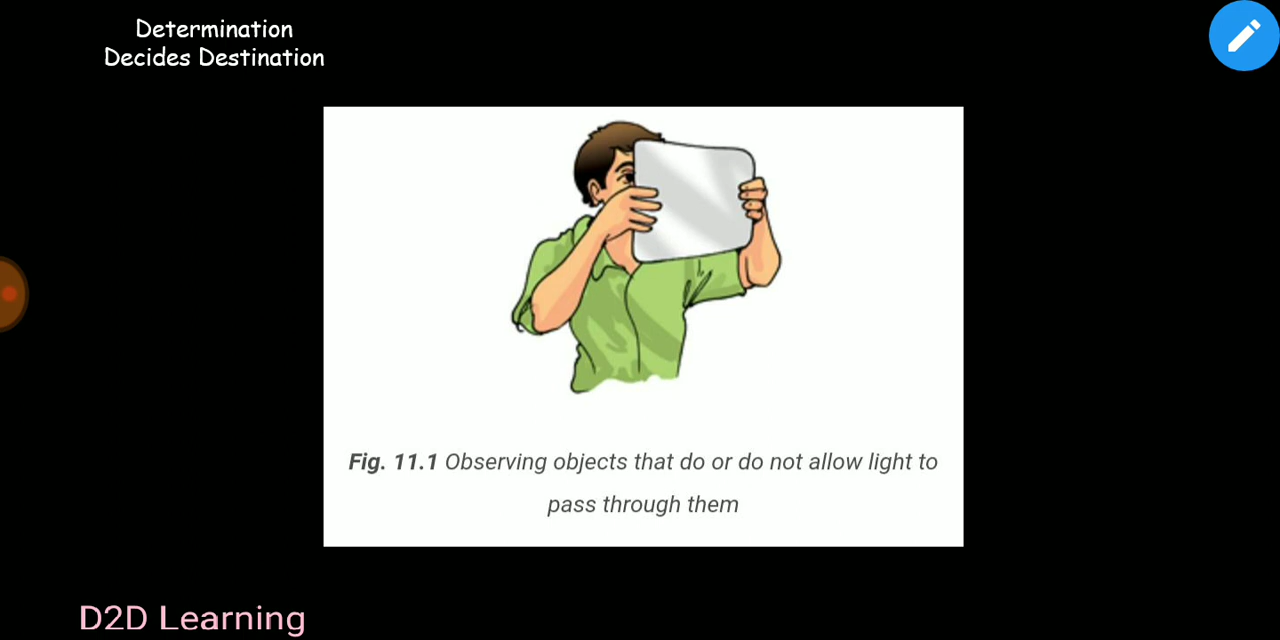 Determination
Decides Destination
Fig. 11.1 Observing objects that do or do not allow light to
pass through them
D2D Learning